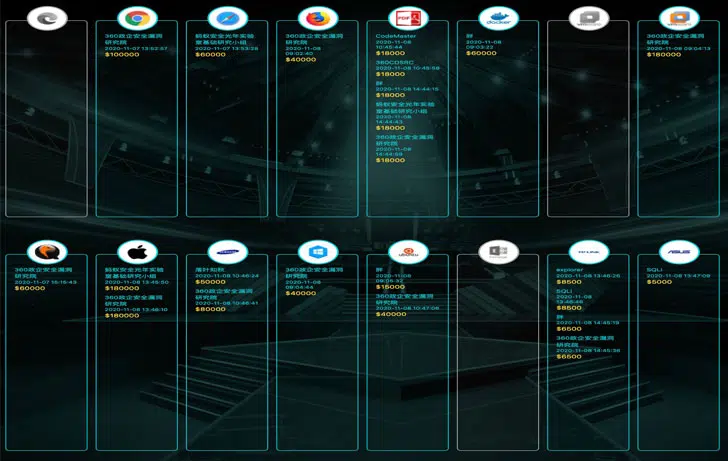 360政企安全漏洞
研究院
2020-11-07 13:52:57
$100000
蚂蚁安全光年实验
室基础研究小组
2020-11-07 13:53:28
$60000
360政企安全漏洞
研究院
2020-11-08
09:02:40
$40000
PDF
CodeMaster
2020-11-08
10:45:44
$18000
360CDSRC
2020-11-08 10:45:58
$18000
胖
2020-11-08 14:44:15
$18000
蚂蚁安全光年实验
室基础研究小组
2020-11-08
14:44:43
$18000
360政企安全漏洞
研究院
2020-11-08
14:44:59
$18000
docker
胖
2020-11-08
09:03:22
$60000
360政企安全漏洞
研究院
2020-11-08 09:04:13
$180000
360政企安全漏洞
研究院
2020-11-07 15:15:43
$60000
蚂蚁安全光年实验
室基础研究小组
2020-11-08 13:45:50
$180000
360政企安全漏洞
研究院
2020-11-08 13:46:10
$180000
落叶知秋
2020-11-08 10:46:24
$50000
360政企安全漏洞
研究院
2020-11-08 10:46:41
$80000
360政企安全漏洞
研究院
2020-11-08
09:04:44
$40000
ubuntu
胖
2020-11-08
$15000
360政企安全漏洞
研究院
2020-11-08 10:47:06
$40000
TP-LINK
explorer
2020-11-08 13:46:26
$8500
SQLI
2020-11-08
13:46:48
$8500
胖
2020-11-08 14:45:19
$6500
360政企安全漏洞
研究院
2020-11-08 14:45:36
$6500
ASUS
SQLI
2020-11-08 13:47:09
$5000